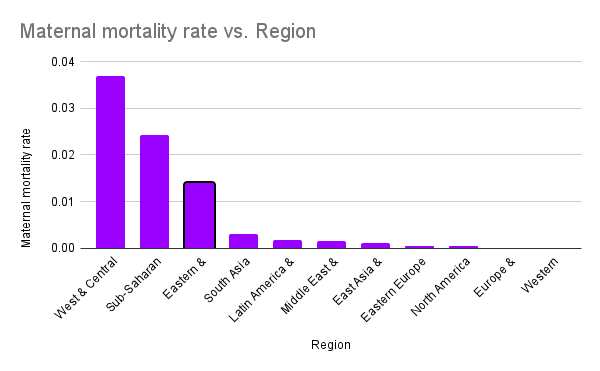 Maternal mortality rate vs. Region
Maternal mortality rate
0.04
0.03
0.02
0.01
0.00
West & Central
Sub-Saharan
Eastern &
South Asia
Latin America &
Middle East &
East Asia &
Eastern Europe
North America
Europe &
Western
Region